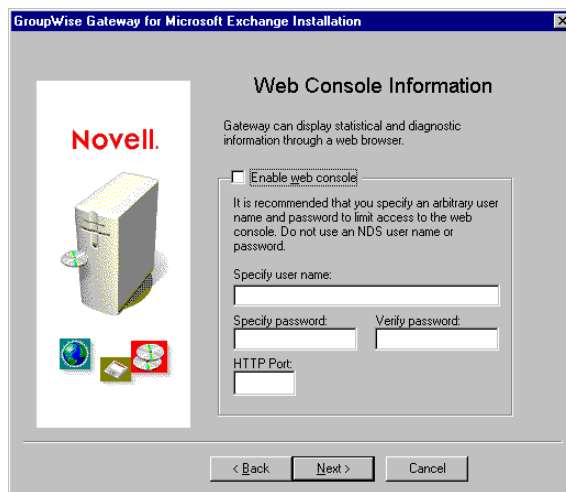 GroupWise Gateway for Microsoft Exchange Installation
Novell.
Web Console Information
Gateway can display statistical and diagnostic
information through a web browser.
Enable web console
It is recommended that you specify an arbitrary user
name and password to limit access to the web
console. Do not use an NDS user name or
password.
Specify user name:
Specify password: Verify password:
HTTP Port:
< Back Next > Cancel